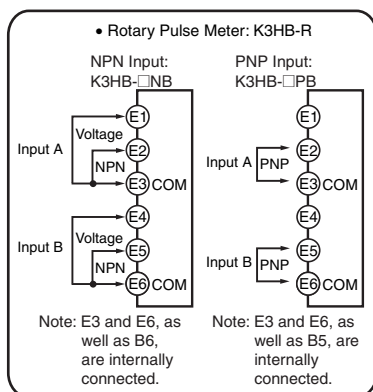 • Rotary Pulse Meter: K3HB-R
NPN Input:
K3HB-□NB
E1
Voltage
Input A
E2
NPN
E3 COM
E4
Voltage
Input B
E5
NPN
E6 COM
Note: E3 and E6, as
well as B6,
are internally
connected.
PNP Input:
K3HB-□PB
E1
E2
Input A PNP
E3 COM
E4
E5
Input B PNP
E6 COM
Note: E3 and E6, as
well as B5, are
internally
connected.